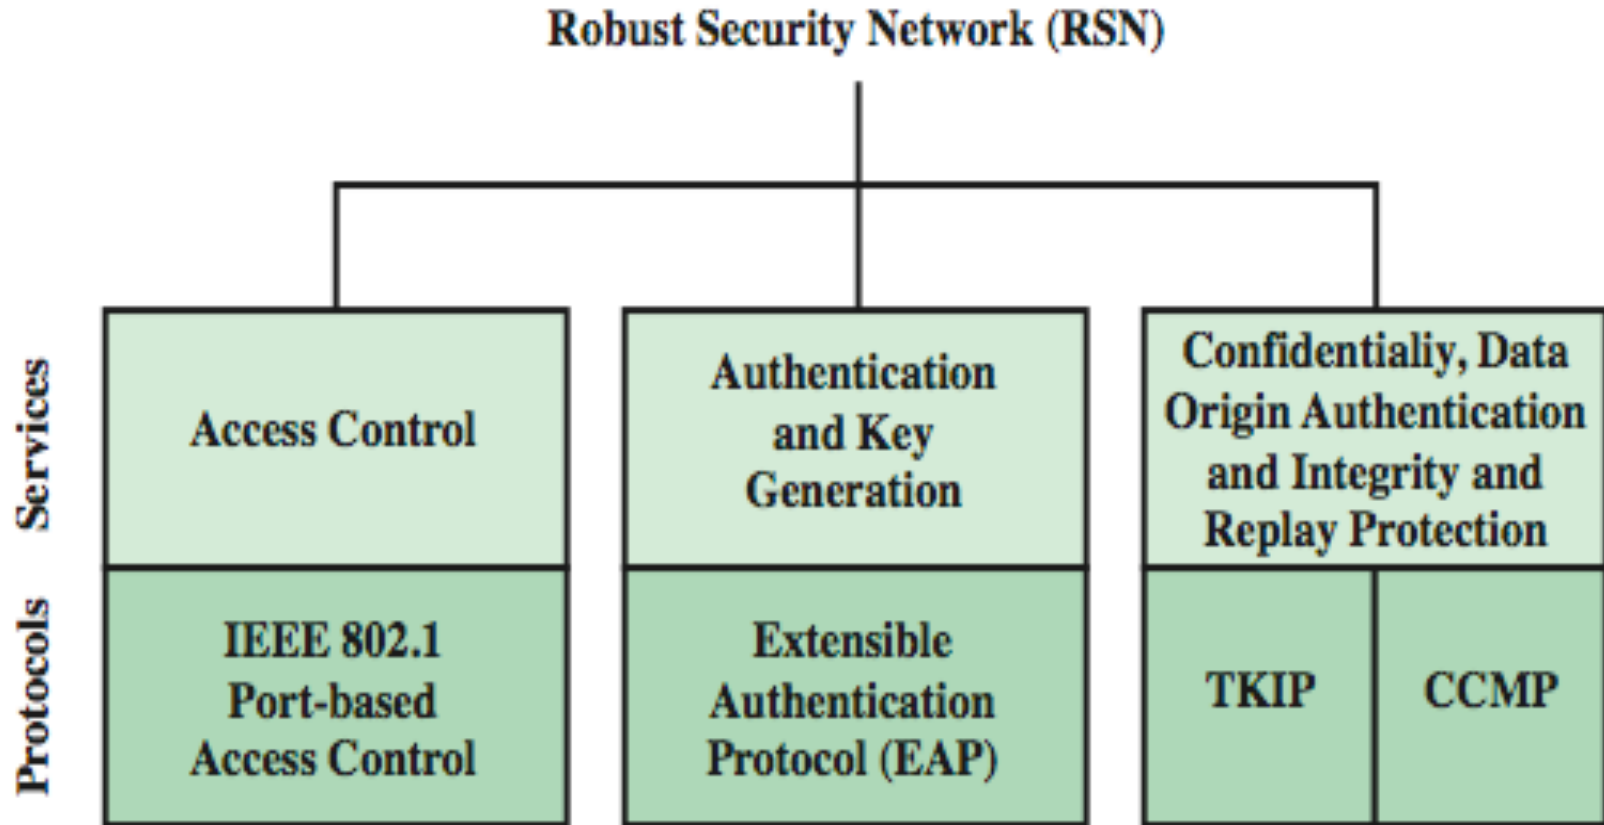 Robust Security Network (RSN)
Services
Access Control
Authentication
and Key
Generation
Confidentialiy, Data
Origin Authentication
and Integrity and
Replay Protection
Protocols
IEEE 802.1
Port-based
Access Control
Extensible
Authentication
Protocol (EAP)
TKIP
CCMP